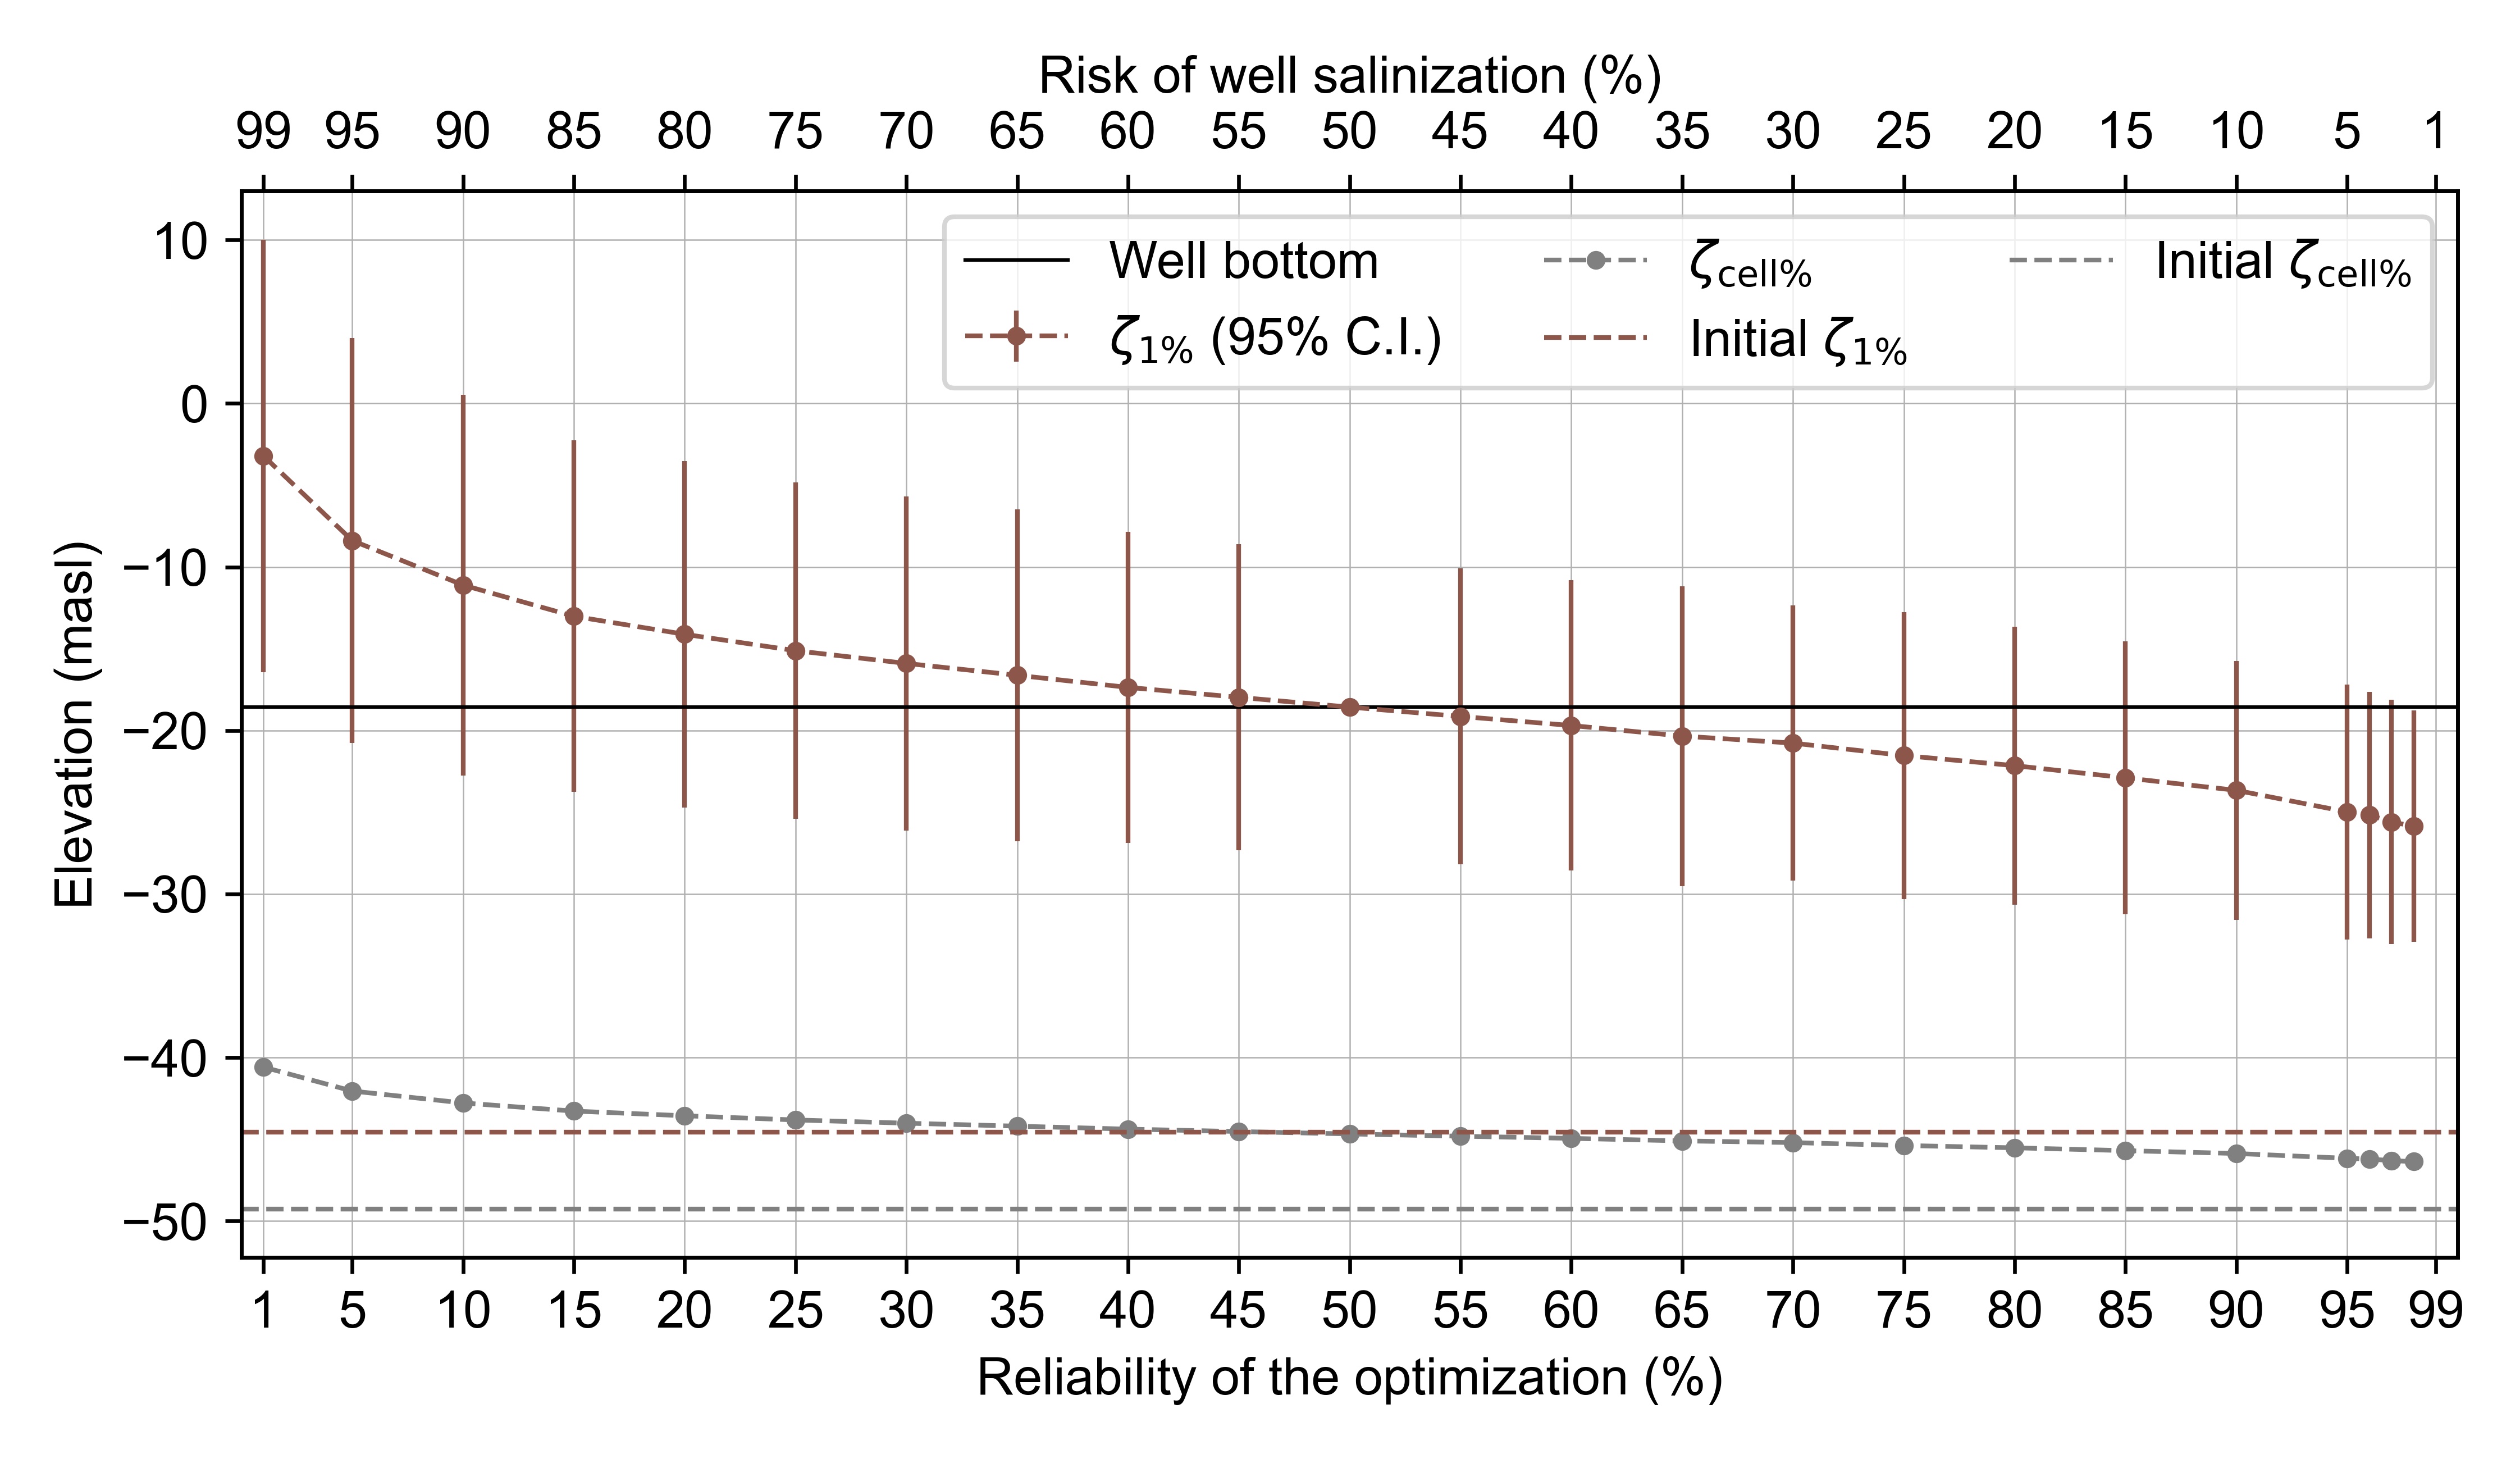 Risk of well salinization (%)
99 95 90 85 80 75 70 65 60 55 50 45 40 35 30 25 20 15 10 5 1
Well bottom
ζ1% (95% C.I.)
ζcell%
Initial ζ1%
Initial ζcell%
Elevation (masl)
10
0
−10
−20
−30
−40
−50
1 5 10 15 20 25 30 35 40 45 50 55 60 65 70 75 80 85 90 95 99
Reliability of the optimization (%)